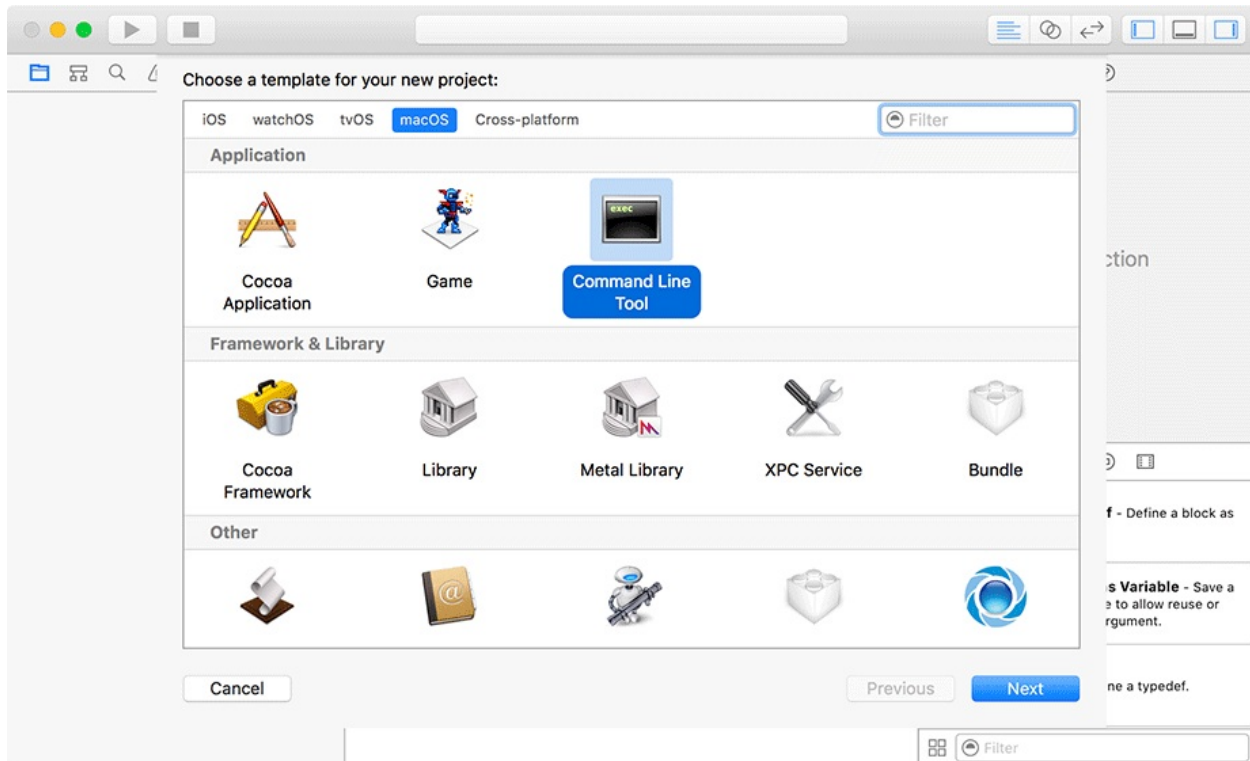 Choose a template for your new project:
iOS watchOS tvOS macOS Cross-platform
Filter
Application
exec
Cocoa
Application
Game
Command Line
Tool
Framework & Library
Cocoa
Framework
Library
Metal Library
XPC Service
Bundle
Other
Cancel
Previous
Next
ction
f - Define a block as
s Variable - Save a
e to allow reuse or
rgument.
ne a typedef.
Filter